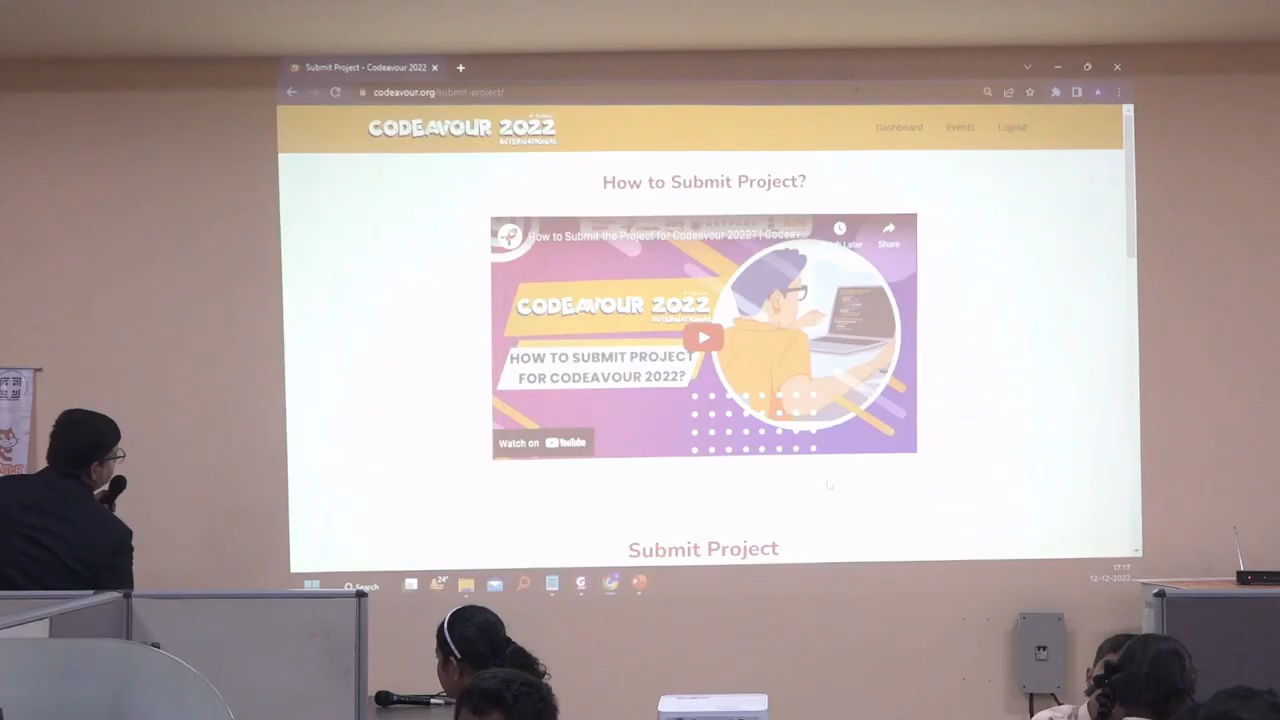 Submit Project - Codeavour 2022
codeavour.org/submit-project/
CODEAVOUR 2022
INTERNATIONAL
Dashboard Events Logout
How to Submit Project?
How to Submit the Project for Codeavour 2022? | Codeav
Later
Share
CODEAVOUR 2022
INTERNATIONAL
HOW TO SUBMIT PROJECT
FOR CODEAVOUR 2022?
Watch on YouTube
Submit Project
24°
Search
17:17
12-12-2022